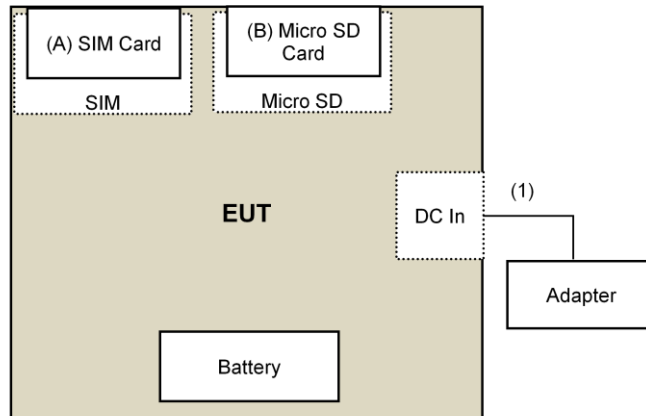 (A) SIM Card
SIM
(B) Micro SD
Card
Micro SD
EUT
DC In
(1)
Adapter
Battery